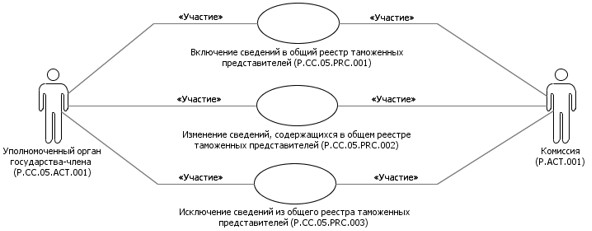 «Участие» «Участие»
Включение сведений в общий реестр таможенных
представителей (P.CC.05.PRC.001)
«Участие» «Участие»
Уполномоченный орган
государства-члена
(P.CC.05.ACT.001)
Изменение сведений, содержащихся в общем реестре
таможенных представителей (P.CC.05.PRC.002)
Комиссия
(P.ACT.001)
«Участие» «Участие»
Исключение сведений из общего реестра таможенных
представителей (P.CC.05.PRC.003)